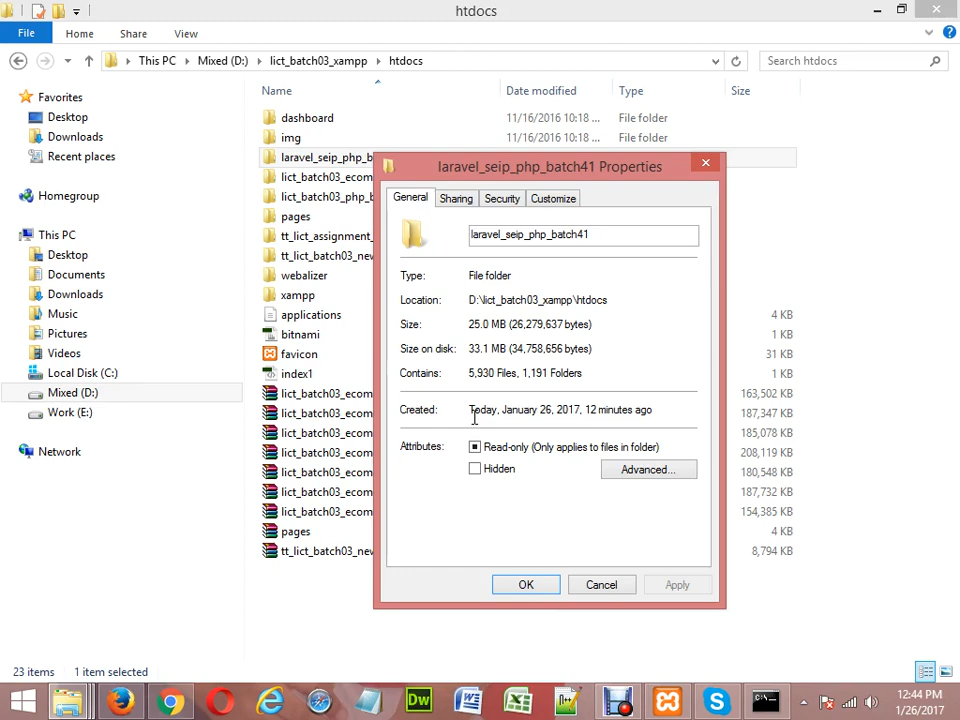 htdocs
File Home Share View
This PC Mixed (D:) lict_batch03_xampp htdocs
Search htdocs
Name Date modified Type Size
Favorites
Desktop
Downloads
Recent places
Homegroup
This PC
Desktop
Documents
Downloads
Music
Pictures
Videos
Local Disk (C:)
Mixed (D:)
Work (E:)
Network
dashboard 11/16/2016 10:18 ... File folder
img 11/16/2016 10:18 ... File folder
laravel_seip_php_b
lict_batch03_ecom
lict_batch03_php_b
pages
tt_lict_assignment_
tt_lict_batch03_nev
webalizer
xampp
applications 4 KB
bitnami 1 KB
favicon 31 KB
index1 1 KB
lict_batch03_ecom 163,502 KB
lict_batch03_ecom 187,347 KB
lict_batch03_ecom 185,078 KB
lict_batch03_ecom 208,119 KB
lict_batch03_ecom 180,548 KB
lict_batch03_ecom 187,732 KB
lict_batch03_ecom 154,385 KB
pages 4 KB
tt_lict_batch03_nev 8,794 KB
laravel_seip_php_batch41 Properties
General Sharing Security Customize
laravel_seip_php_batch41
Type: File folder
Location: D:\lict_batch03_xampp\htdocs
Size: 25.0 MB (26,279,637 bytes)
Size on disk: 33.1 MB (34,758,656 bytes)
Contains: 5,930 Files, 1,191 Folders
Created: Today, January 26, 2017, 12 minutes ago
Attributes: Read-only (Only applies to files in folder)
Hidden Advanced...
OK Cancel Apply
23 items 1 item selected
Dw
12:44 PM
1/26/2017